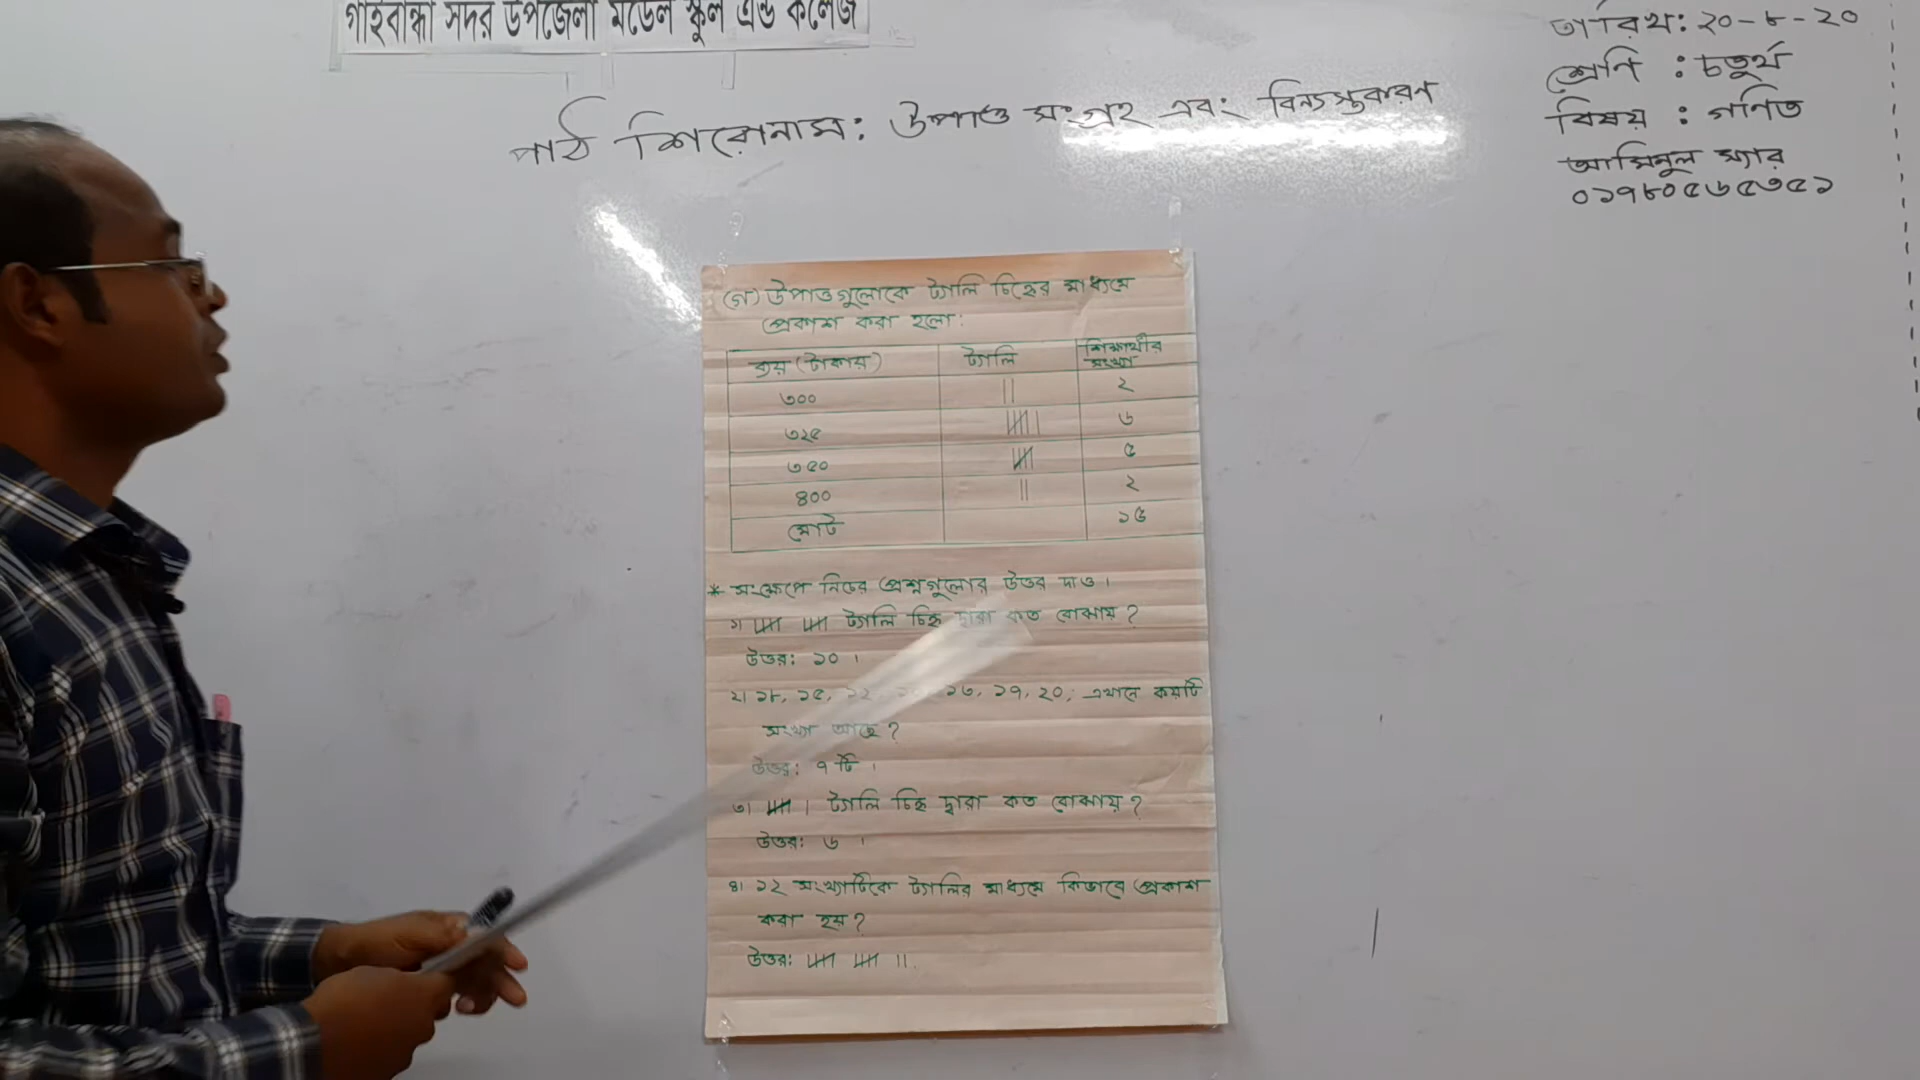 গাইবান্ধা সদর উপজেলা মডেল স্কুল এন্ড কলেজ
তারিখ: ২০-৮-২০
শ্রেণি : চতুর্থ
বিষয় : গণিত
আমিনুল স্যার
০১৭৮০৫৬৫৩৫১
পাঠ শিরোনাম: উপাত্ত সংগ্রহ এবং বিন্যস্তকরণ
(গ) উপাত্তগুলোকে ট্যালি চিহ্নের মাধ্যমে
প্রকাশ করা হলো:
ব্যয় (টাকায়) ট্যালি শিক্ষার্থীর সংখ্যা
৩০০ || ২
৩২৫ |||| | ৬
৩৫০ |||| ৫
৪০০ || ২
মোট ১৫
* সংক্ষেপে নিচের প্রশ্নগুলোর উত্তর দাও।
১। |||| |||| ট্যালি চিহ্ন দ্বারা কত বোঝায়?
উত্তর: ১০ ।
২। ১৮, ১৫, ১২, ১৬, ১৭, ২০; এখানে কয়টি
সংখ্যা আছে?
উত্তর: ৭ টি ।
৩। |||| | ট্যালি চিহ্ন দ্বারা কত বোঝায়?
উত্তর: ৬ ।
৪। ১২ সংখ্যাটিকে ট্যালির মাধ্যমে কিভাবে প্রকাশ
করা হয়?
উত্তর: |||| |||| ||.